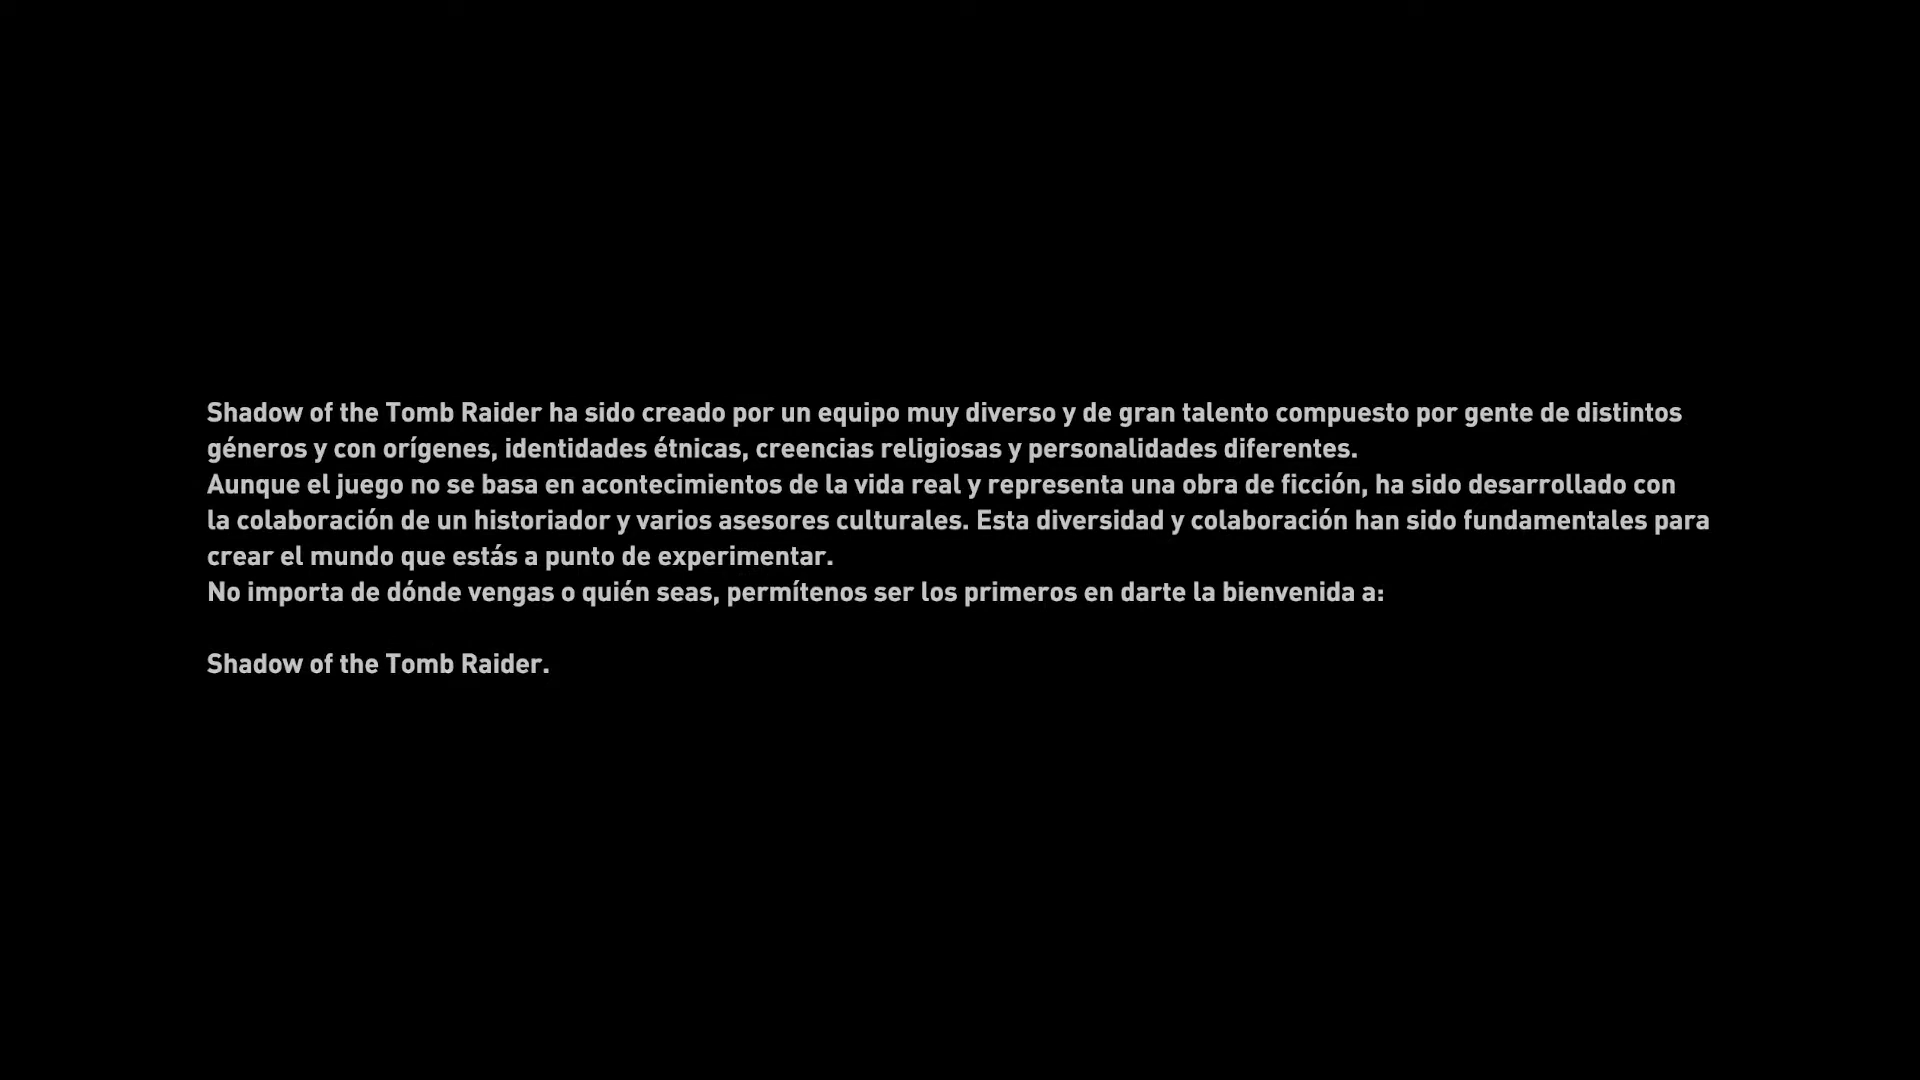 Shadow of the Tomb Raider ha sido creado por un equipo muy diverso y de gran talento compuesto por gente de distintos
géneros y con orígenes, identidades étnicas, creencias religiosas y personalidades diferentes.
Aunque el juego no se basa en acontecimientos de la vida real y representa una obra de ficción, ha sido desarrollado con
la colaboración de un historiador y varios asesores culturales. Esta diversidad y colaboración han sido fundamentales para
crear el mundo que estás a punto de experimentar.
No importa de dónde vengas o quién seas, permítenos ser los primeros en darte la bienvenida a:
Shadow of the Tomb Raider.